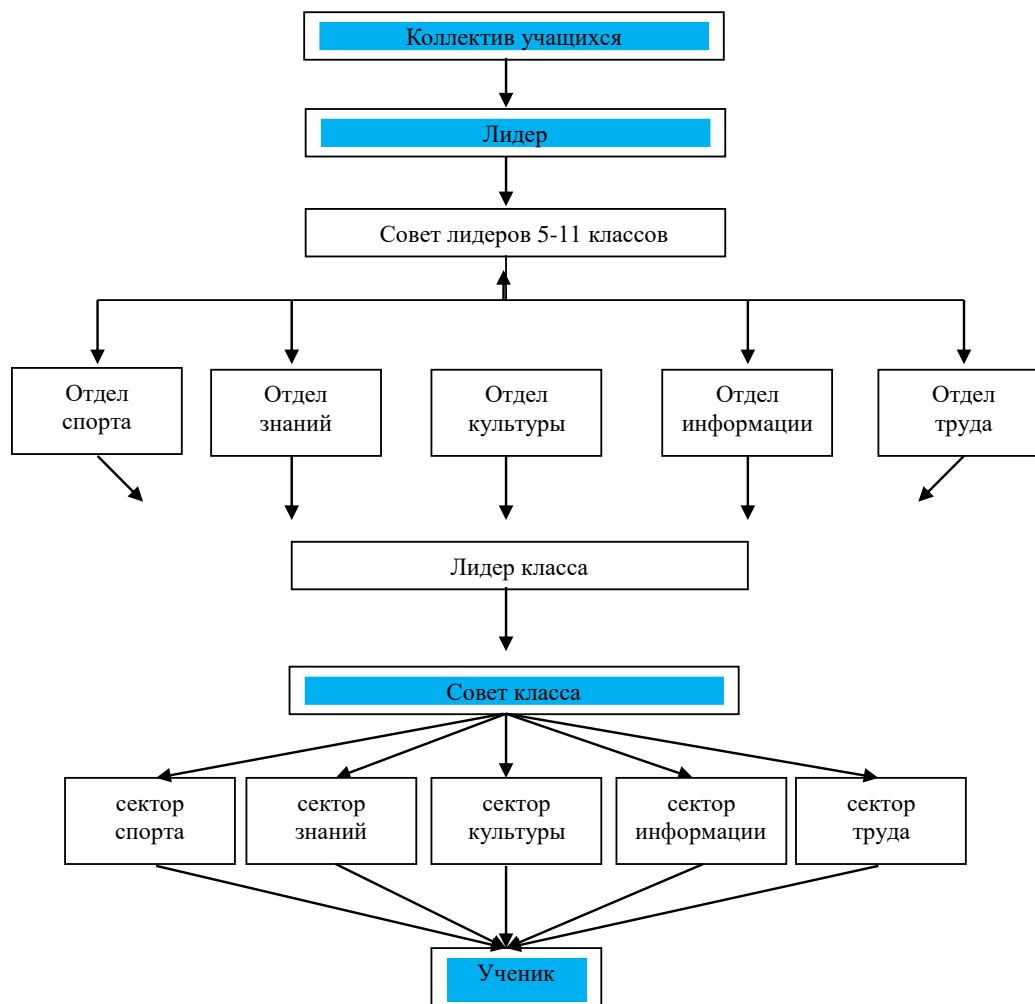 Коллектив учащихся
Лидер
Совет лидеров 5-11 классов
Отдел
спорта
Отдел
знаний
Отдел
культуры
Отдел
информации
Отдел
труда
Лидер класса
Совет класса
сектор
спорта
сектор
знаний
сектор
культуры
сектор
информации
сектор
труда
Ученик